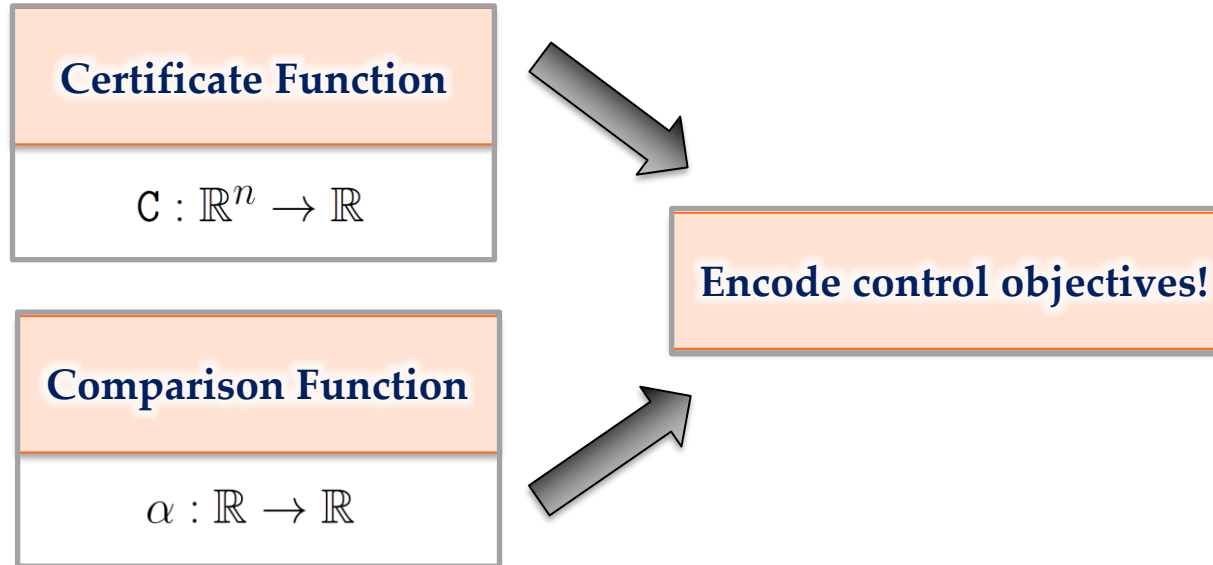 Certificate Function
C : ℝⁿ → ℝ
Encode control objectives!
Comparison Function
α : ℝ → ℝ